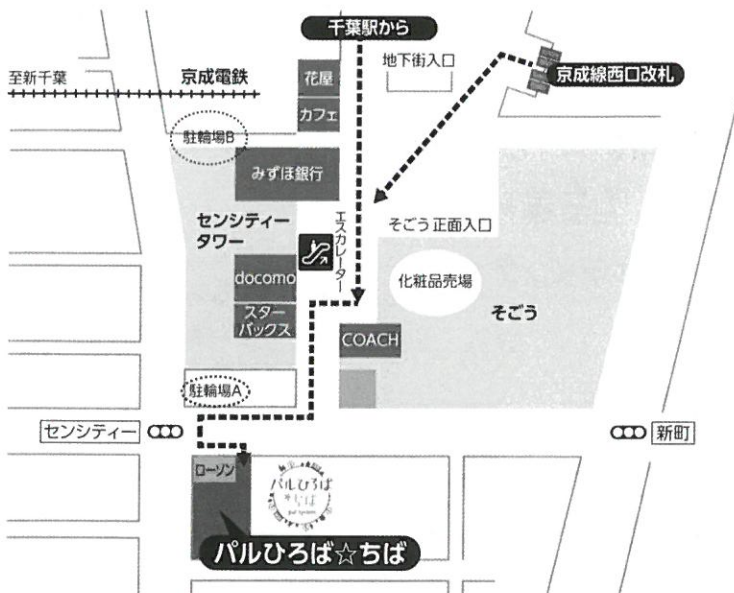 千葉駅から
地下街入口
京成線西口改札
至新千葉
京成電鉄
花屋
カフェ
駐輪場B
みずほ銀行
センシティー
タワー
エスカレーター
そごう正面入口
docomo
化粧品売場
スター
バックス
そごう
COACH
駐輪場A
センシティー
新町
ローソン
パルひろば
ちば
パルひろば☆ちば